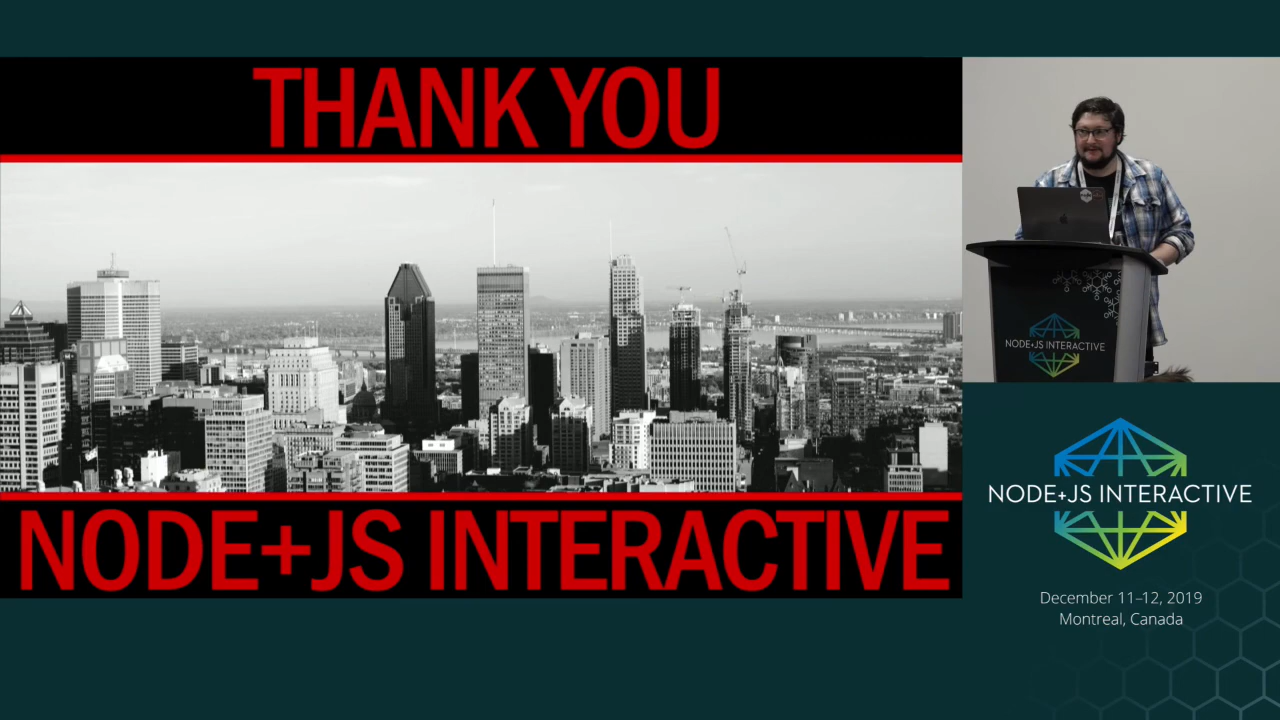 THANK YOU
NODE+JS INTERACTIVE
NODE+JS INTERACTIVE
NODE+JS INTERACTIVE
December 11–12, 2019
Montreal, Canada